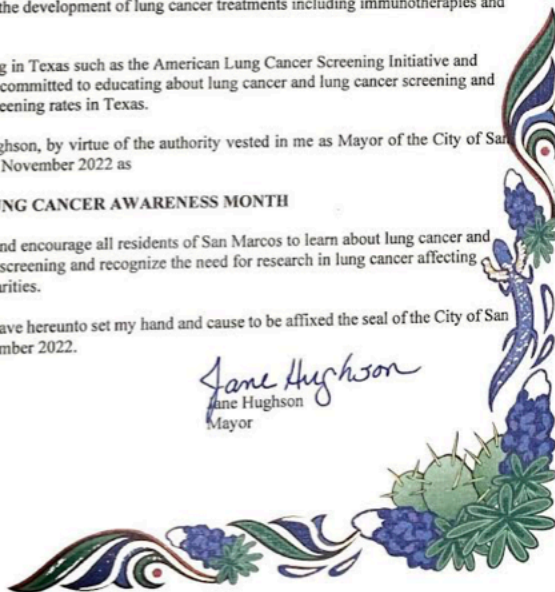 the development of lung cancer treatments including immunotherapies and
g in Texas such as the American Lung Cancer Screening Initiative and
committed to educating about lung cancer and lung cancer screening and
eening rates in Texas.
ghson, by virtue of the authority vested in me as Mayor of the City of San
November 2022 as
NG CANCER AWARENESS MONTH
nd encourage all residents of San Marcos to learn about lung cancer and
screening and recognize the need for research in lung cancer affecting
rities.
ave hereunto set my hand and cause to be affixed the seal of the City of San
mber 2022.
Jane Hughson
Jane Hughson
Mayor